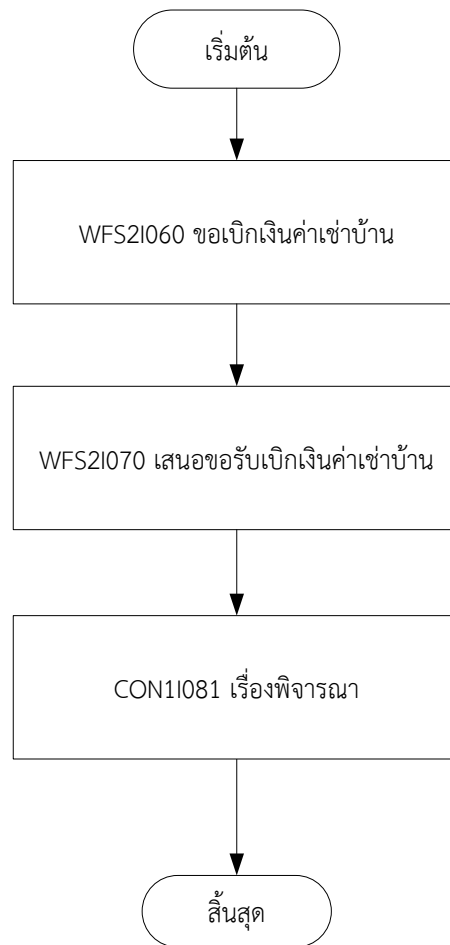 เริ่มต้น
WFS2I060 ขอเบิกเงินค่าเช่าบ้าน
WFS2I070 เสนอขอรับเบิกเงินค่าเช่าบ้าน
CON1I081 เรื่องพิจารณา
สิ้นสุด